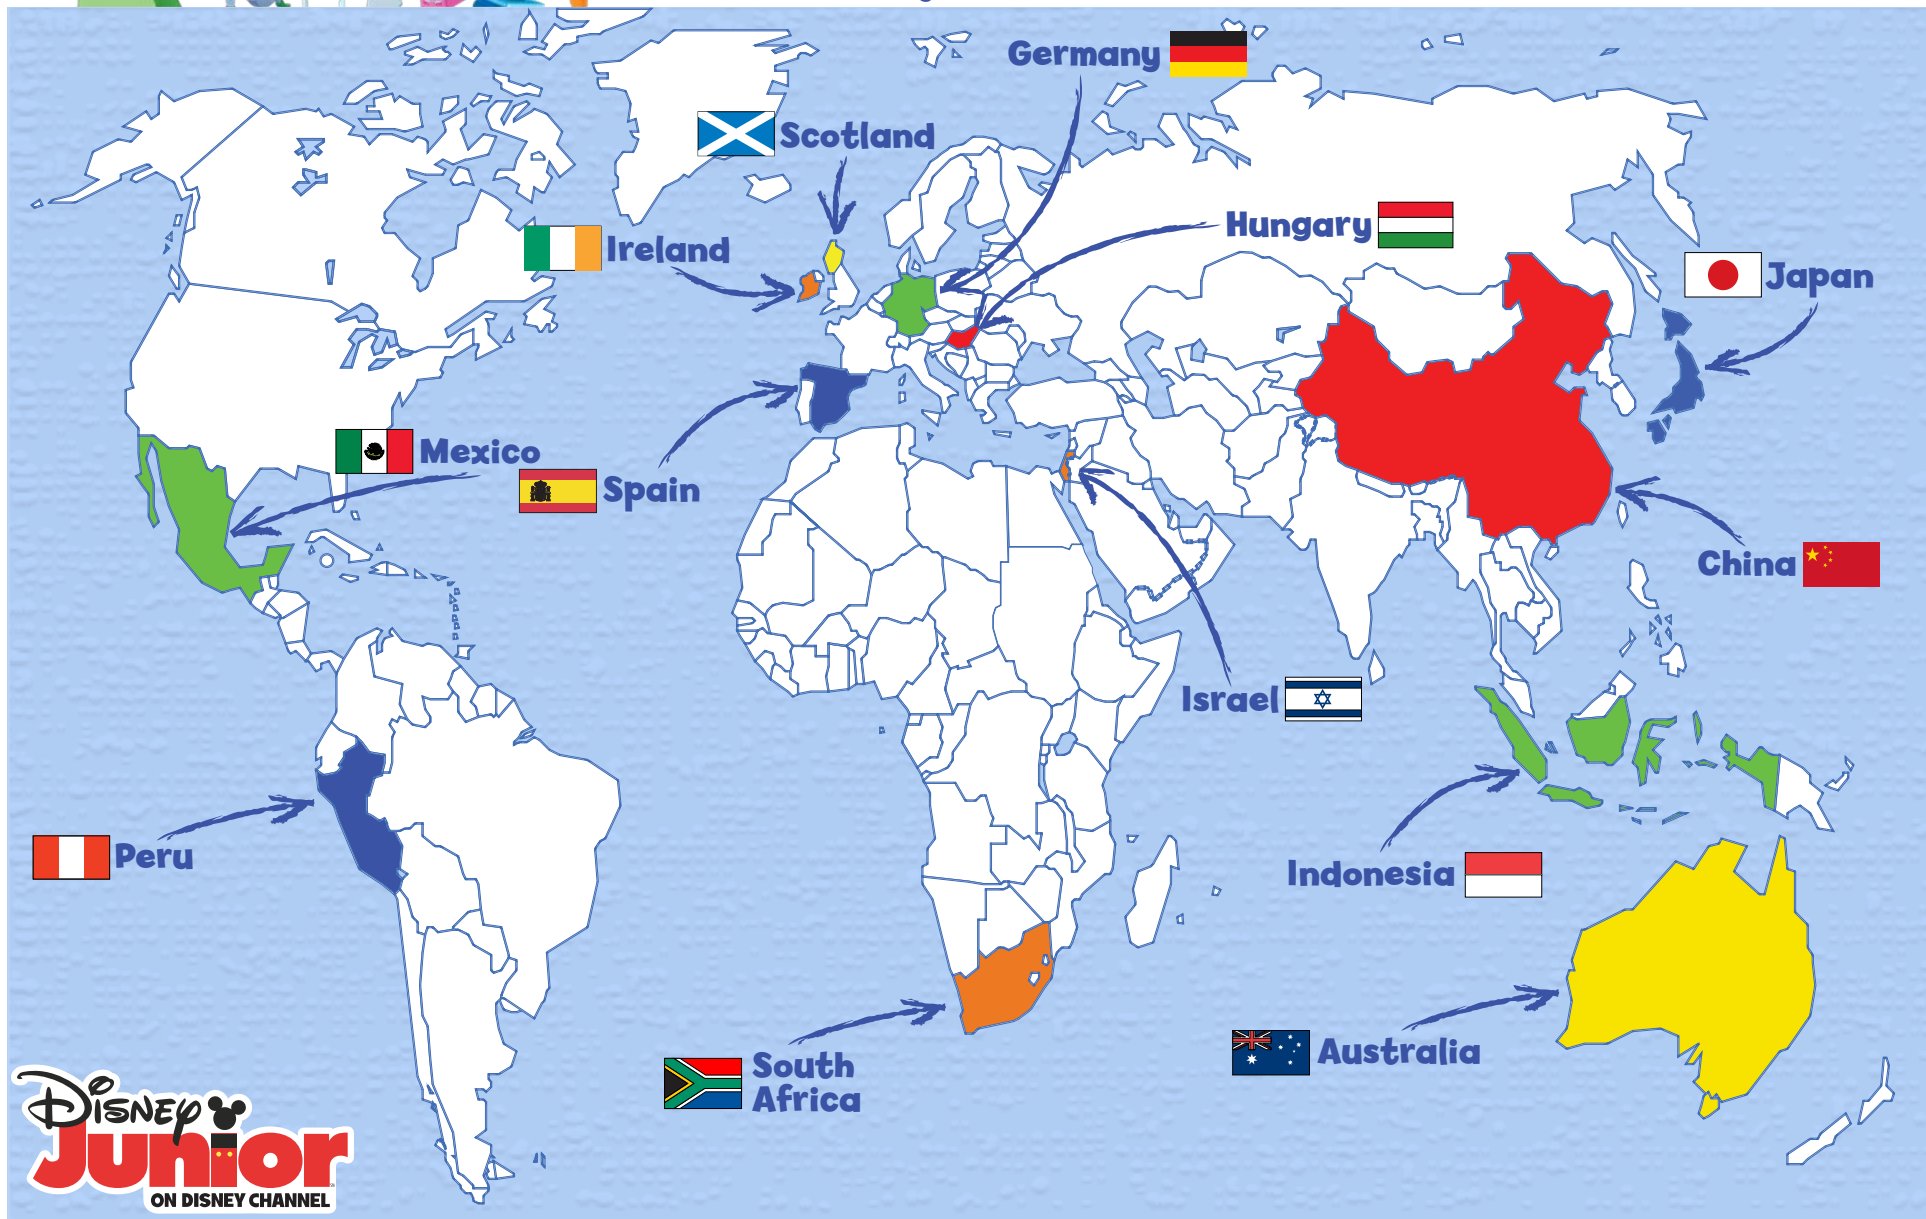 Germany
Scotland
Hungary
Ireland
Japan
Mexico
Spain
China
Israel
Peru
Indonesia
South
Africa
Australia
Disney
Junior
ON DISNEY CHANNEL